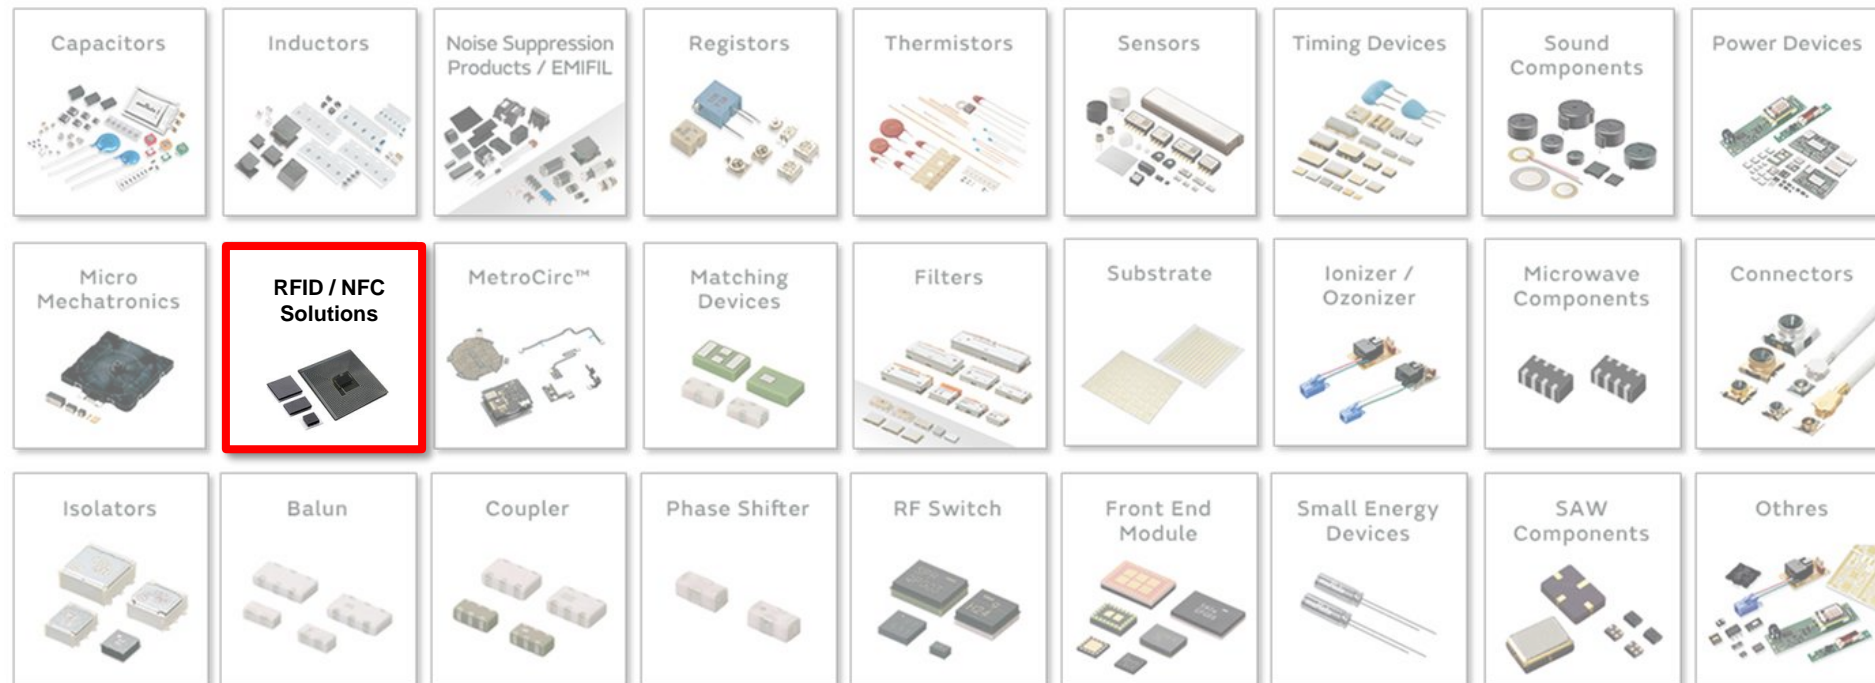 Capacitors
Inductors
Noise Suppression
Products / EMIFIL
Registors
Thermistors
Sensors
Timing Devices
Sound
Components
Power Devices
Micro
Mechatronics
RFID / NFC
Solutions
MetroCirc™
Matching
Devices
Filters
Substrate
Ionizer /
Ozonizer
Microwave
Components
Connectors
Isolators
Balun
Coupler
Phase Shifter
RF Switch
Front End
Module
Small Energy
Devices
SAW
Components
Othres